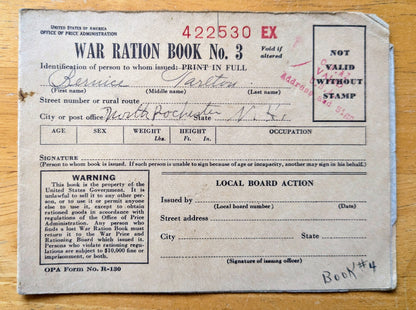 UNITED STATES OF AMERICA
OFFICE OF PRICE ADMINISTRATION
422530 EX
WAR RATION BOOK No. 3
Void if
altered
NOT
VALID
WITHOUT
STAMP
Identification of person to whom issued: PRINT IN FULL
Bernice Tarleton
(First name) (Middle name) (Last name)
Street number or rural route
City or post office North Rochester State N. H.
AGE SEX WEIGHT HEIGHT OCCUPATION
Lbs. Ft. In.
SIGNATURE
(Person to whom book is issued. If such person is unable to sign because of age or incapacity, another may sign in his behalf.)
WARNING
This book is the property of the
United States Government. It is
unlawful to sell it to any other per-
son, or to use it or permit anyone
else to use it, except to obtain
rationed goods in accordance with
regulations of the Office of Price
Administration. Any person who
finds a lost War Ration Book must
return it to the War Price and
Rationing Board which issued it.
Persons who violate rationing regu-
lations are subject to $10,000 fine or
imprisonment, or both.
LOCAL BOARD ACTION
Issued by
(Local board number) (Date)
Street address
City State
(Signature of issuing officer)
OPA Form No. R-130
BOOK #4
Address and Sign